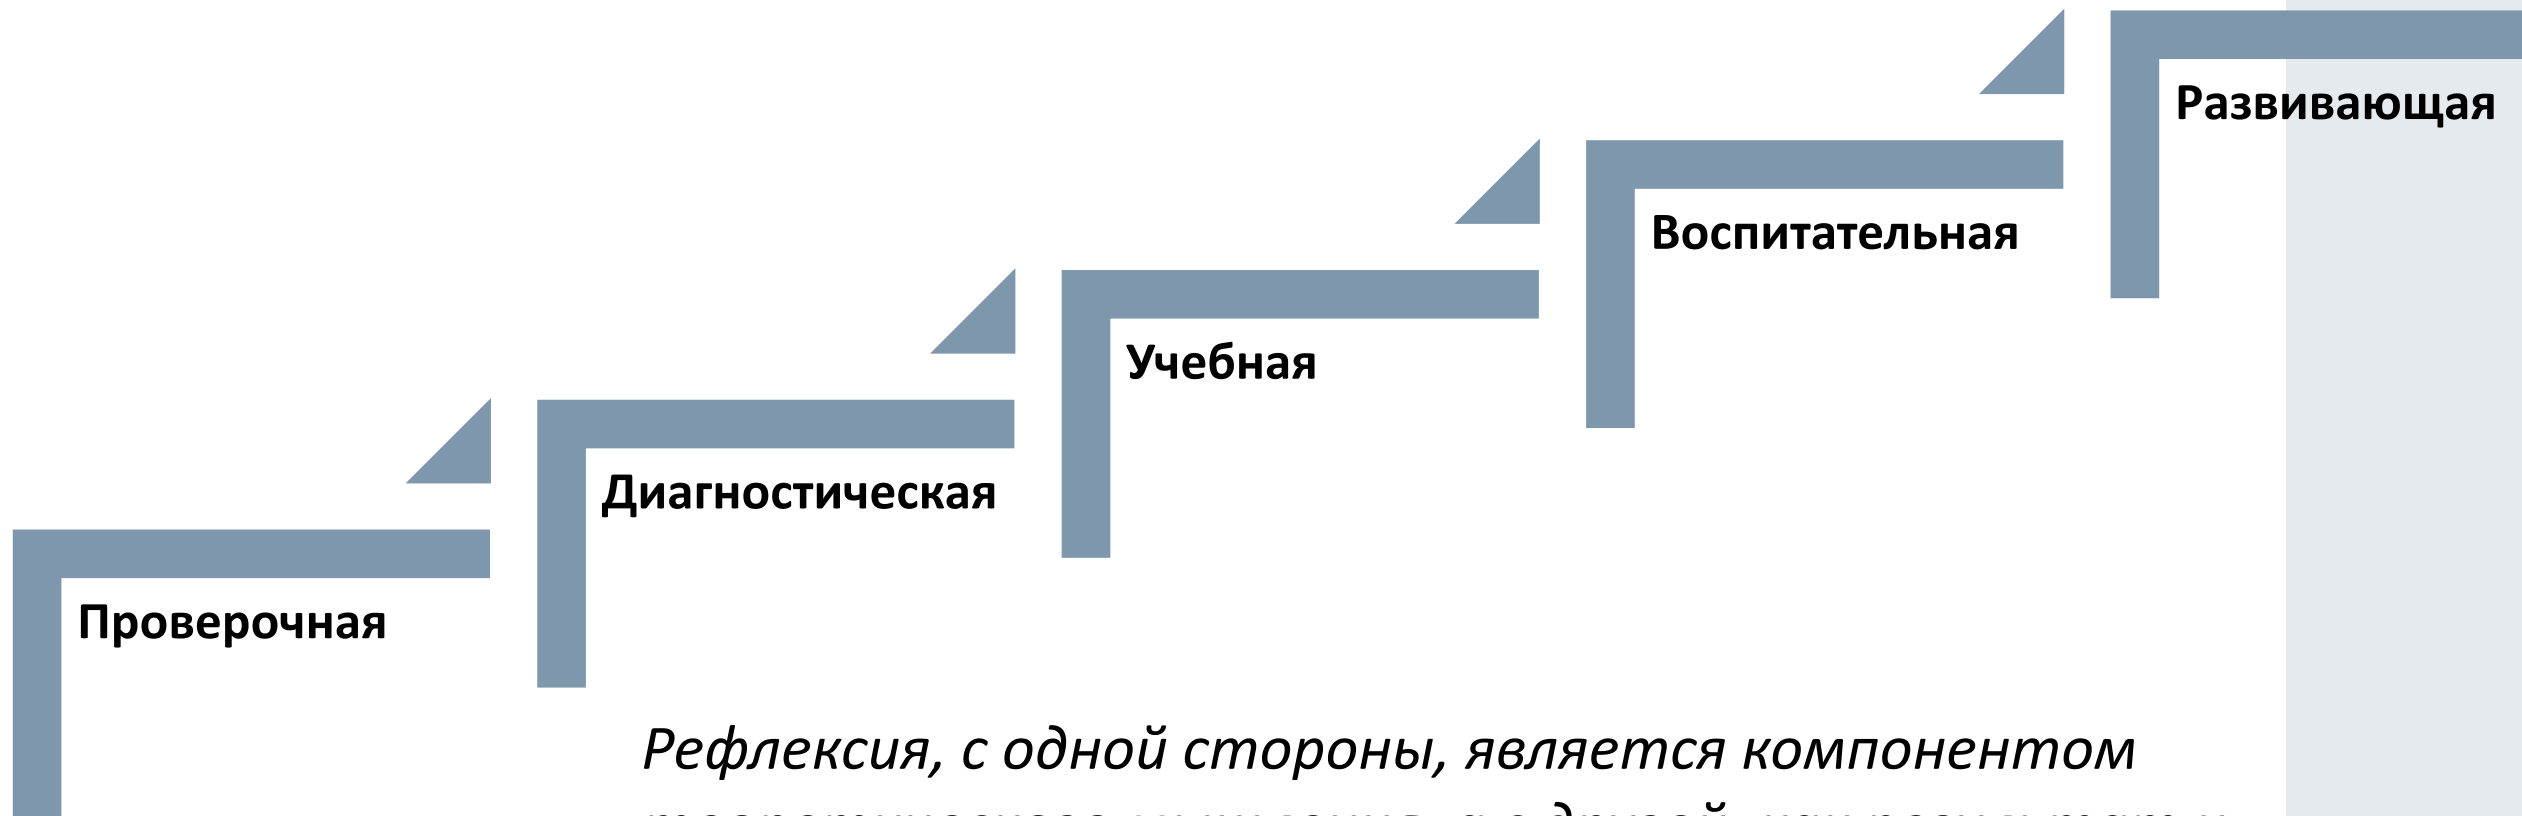 Развивающая
Воспитательная
Учебная
Диагностическая
Проверочная
Рефлексия, с одной стороны, является компонентом